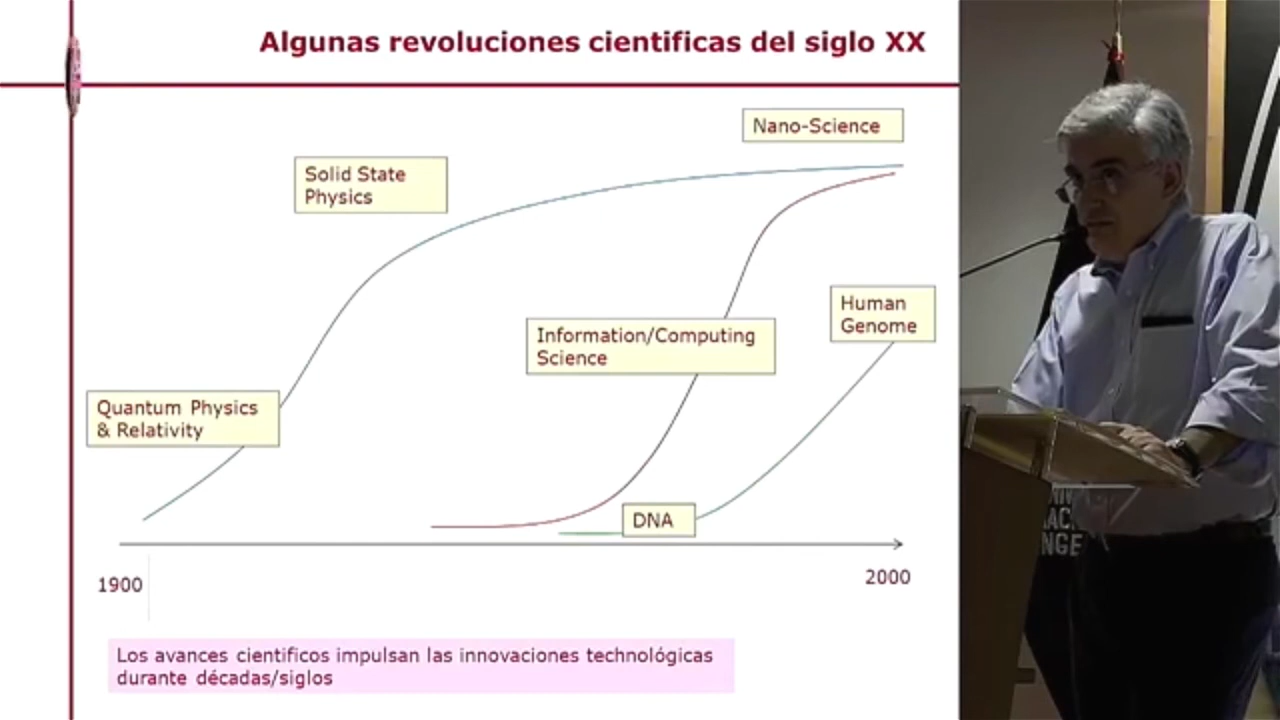 Algunas revoluciones cientificas del siglo XX
Nano-Science
Solid State
Physics
Human
Genome
Information/Computing
Science
Quantum Physics
& Relativity
DNA
1900
2000
Los avances cientificos impulsan las innovaciones technológicas
durante décadas/siglos